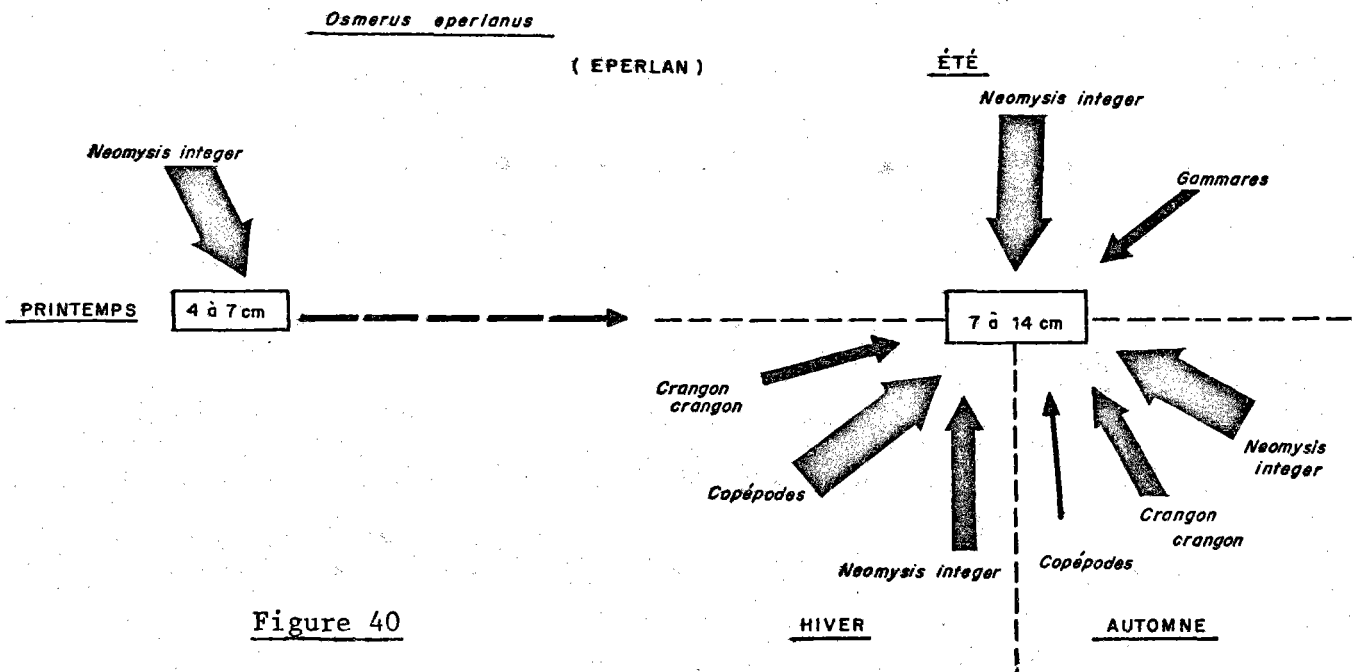 Osmerus eperlanus
( EPERLAN )
ÉTÉ
Neomysis integer
Neomysis integer
Gammares
PRINTEMPS
4 à 7 cm
7 à 14 cm
Crangon
crangon
Copépodes
Neomysis integer
Copépodes
Crangon
crangon
Neomysis
integer
Figure 40
HIVER
AUTOMNE